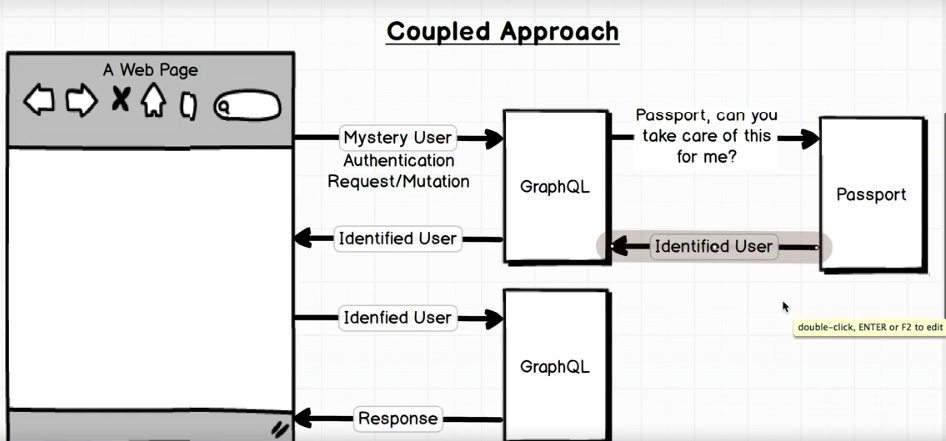 Coupled Approach
A Web Page
Mystery User
Authentication
Request/Mutation
GraphQL
Passport, can you
take care of this
for me?
Passport
Identified User
Identified User
double-click, ENTER or F2 to edit
Idenfied User
GraphQL
Response